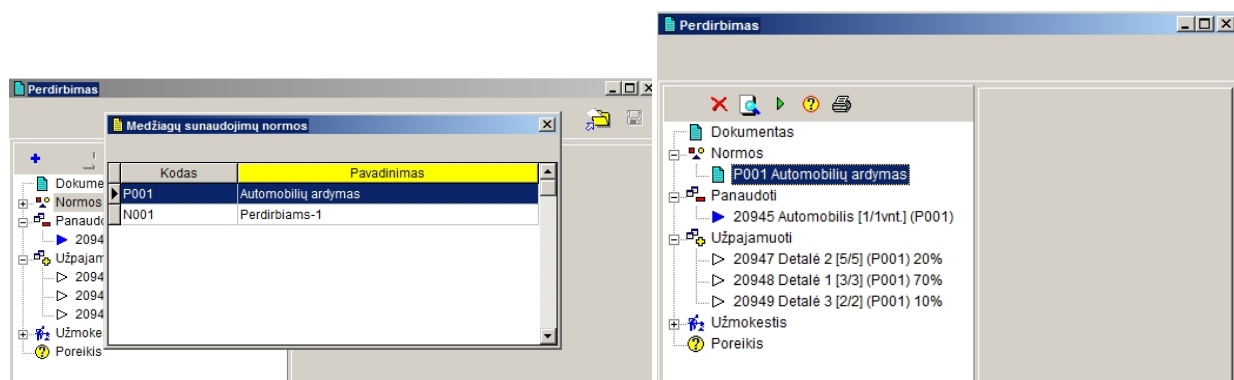 Perdirbimas
Medžiagų sunaudojimų normos
Kodas Pavadinimas
P001 Automobilių ardymas
N001 Perdirbiams-1
Dokume
Normos
Panaudo
2094
Užpajam
2094
2094
2094
Užmoke
Poreikis
Perdirbimas
Dokumentas
Normos
P001 Automobilių ardymas
Panaudoti
20945 Automobilis [1/1vnt.] (P001)
Užpajamuoti
20947 Detalė 2 [5/5] (P001) 20%
20948 Detalė 1 [3/3] (P001) 70%
20949 Detalė 3 [2/2] (P001) 10%
Užmokestis
Poreikis